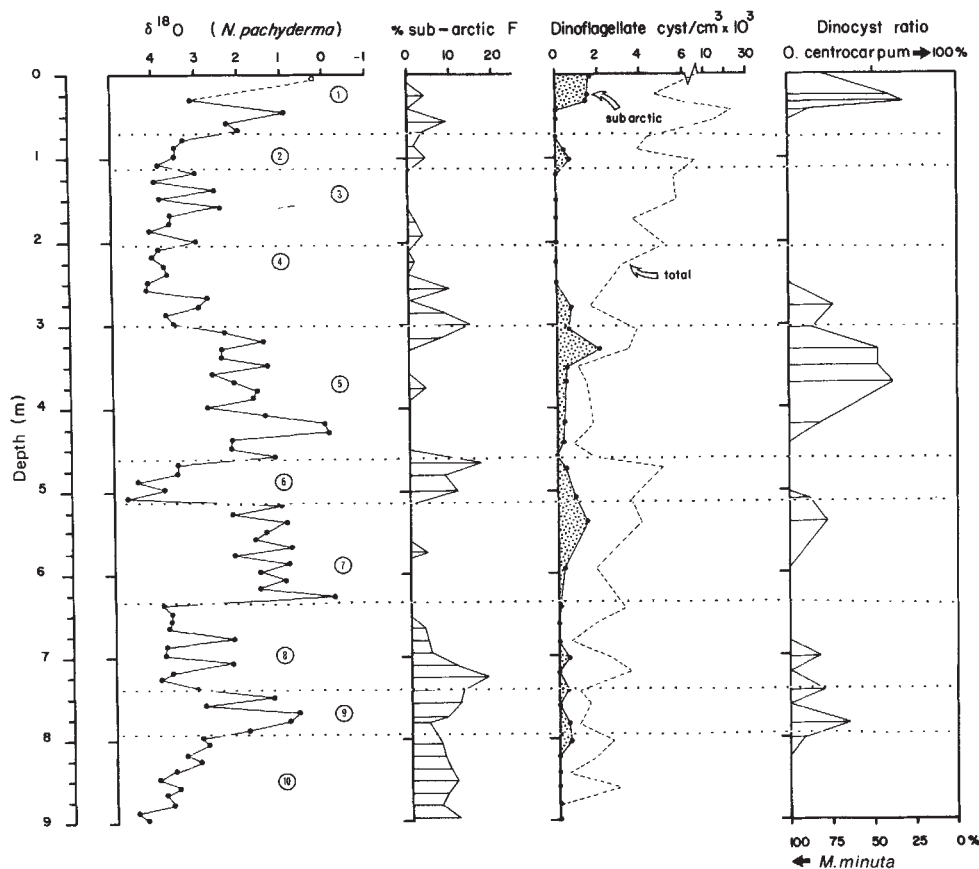 δ¹⁸O (N. pachyderma)
4 3 2 1 0 -1
% sub-arctic F
0 10 20
Dinoflagellate cyst/cm³ x 10³
0 2 4 6 10 30
Dinocyst ratio
O. centrocarpum ➡100%
Depth (m)
0
1
2
3
4
5
6
7
8
9
1
2
3
4
5
6
7
8
9
10
sub arctic
total
100 75 50 25 0%
← M. minuta